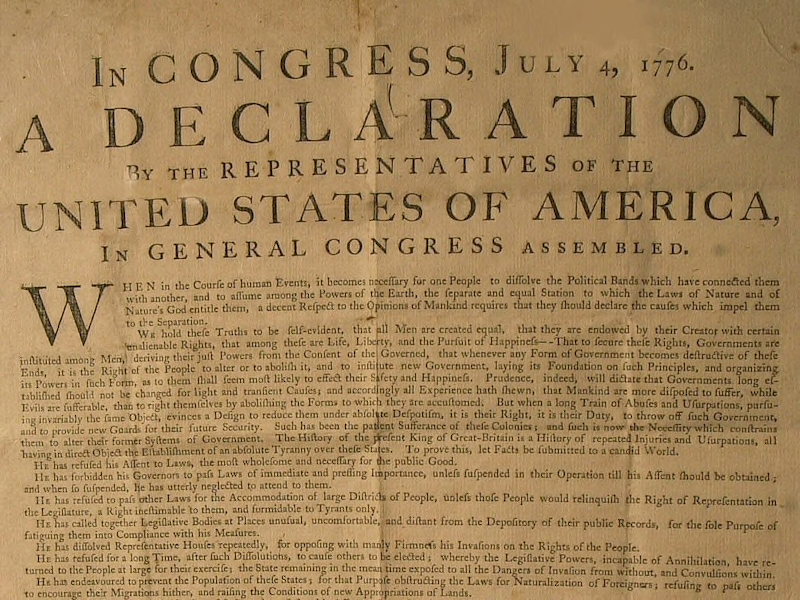 IN CONGRESS, JULY 4, 1776.
A DECLARATION
BY THE REPRESENTATIVES OF THE
UNITED STATES OF AMERICA,
IN GENERAL CONGRESS ASSEMBLED.
WHEN in the Courſe of human Events, it becomes neceſſary for one People to diſſolve the Political Bands which have connected them
with another, and to aſſume among the Powers of the Earth, the ſeparate and equal Station to which the Laws of Nature and of
Nature's God entitle them, a decent Reſpect to the Opinions of Mankind requires that they ſhould declare the cauſes which impel them
to the Separation.
WE hold theſe Truths to be ſelf-evident, that all Men are created equal, that they are endowed by their Creator with certain
unalienable Rights, that among theſe are Life, Liberty, and the Purſuit of Happineſs—-That to ſecure theſe Rights, Governments are
inſtituted among Men, deriving their juſt Powers from the Conſent of the Governed, that whenever any Form of Government becomes deſtructive of theſe
Ends, it is the Right of the People to alter or to aboliſh it, and to inſtitute new Government, laying its Foundation on ſuch Principles, and organizing
its Powers in ſuch Form, as to them ſhall ſeem moſt likely to effect their Safety and Happineſs. Prudence, indeed, will dictate that Governments long eſ-
tabliſhed ſhould not be changed for light and tranſient Cauſes; and accordingly all Experience hath ſhewn, that Mankind are more diſpoſed to ſuffer, while
Evils are ſufferable, than to right themſelves by aboliſhing the Forms to which they are accuſtomed. But when a long Train of Abuſes and Uſurpations, purſu-
ing invariably the ſame Object, evinces a Deſign to reduce them under abſolute Deſpotiſm, it is their Right, it is their Duty, to throw off ſuch Government,
and to provide new Guards for their future Security. Such has been the patient Sufferance of theſe Colonies; and ſuch is now the Neceſſity which conſtrains
them to alter their former Syſtems of Government. The Hiſtory of the preſent King of Great-Britain is a Hiſtory of repeated Injuries and Uſurpations, all
having in direct Object the Eſtabliſhment of an abſolute Tyranny over theſe States. To prove this, let Facts be ſubmitted to a candid World.
HE has refuſed his Aſſent to Laws, the moſt wholeſome and neceſſary for the public Good.
HE has forbidden his Governors to paſs Laws of immediate and preſſing Importance, unleſs ſuſpended in their Operation till his Aſſent ſhould be obtained;
and when ſo ſuſpended, he has utterly neglected to attend to them.
HE has refuſed to paſs other Laws for the Accommodation of large Diſtricts of People, unleſs thoſe People would relinquiſh the Right of Repreſentation in
the Legiſlature, a Right ineſtimable to them, and formidable to Tyrants only.
HE has called together Legiſlative Bodies at Places unuſual, uncomfortable, and diſtant from the Depoſitory of their public Records, for the ſole Purpoſe of
fatiguing them into Compliance with his Meaſures.
HE has diſſolved Repreſentative Houſes repeatedly, for oppoſing with manly Firmneſs his Invaſions on the Rights of the People.
HE has refuſed for a long Time, after ſuch Diſſolutions, to cauſe others to be elected; whereby the Legiſlative Powers, incapable of Annihilation, have re-
turned to the People at large for their exerciſe; the State remaining in the mean time expoſed to all the Dangers of Invaſion from without, and Convulſions within.
HE has endeavoured to prevent the Population of theſe States; for that Purpoſe obſtructing the Laws for Naturalization of Foreigners; refuſing to paſs others
to encourage their Migrations hither, and raiſing the Conditions of new Appropriations of Lands.